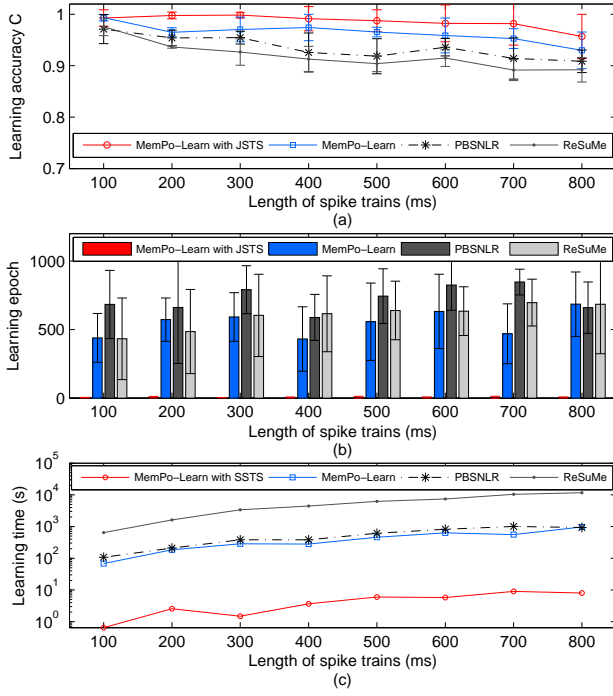 1
0.9
0.8
0.7
Learning accuracy C
MemPo−Learn with JSTS
MemPo−Learn
PBSNLR
ReSuMe
100 200 300 400 500 600 700 800
Length of spike trains (ms)
(a)
MemPo−Learn with JSTS
MemPo−Learn
PBSNLR
ReSuMe
1000
500
0
Learning epoch
100 200 300 400 500 600 700 800
Length of spike trains (ms)
(b)
10^5
10^4
10^3
10^2
10^1
10^0
Learning time (s)
MemPo−Learn with SSTS
MemPo−Learn
PBSNLR
ReSuMe
100 200 300 400 500 600 700 800
Length of spike trains (ms)
(c)